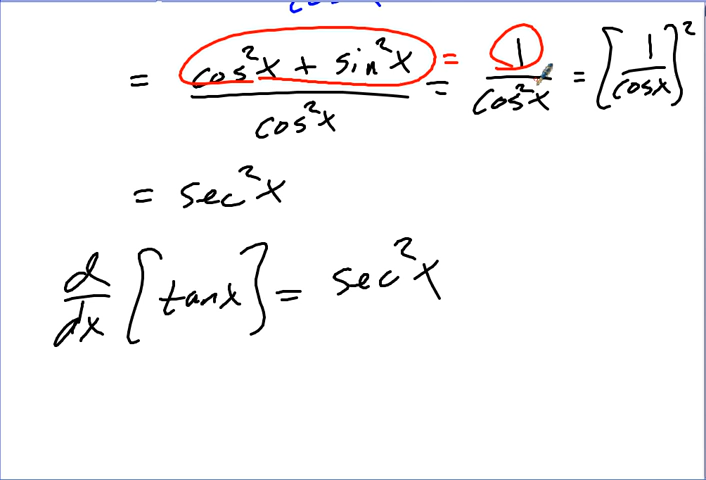 = cos²x + sin²x / cos²x = = 1 / cos²x = [1 / cosx]²
= sec²x
d/dx [tanx] = sec²x